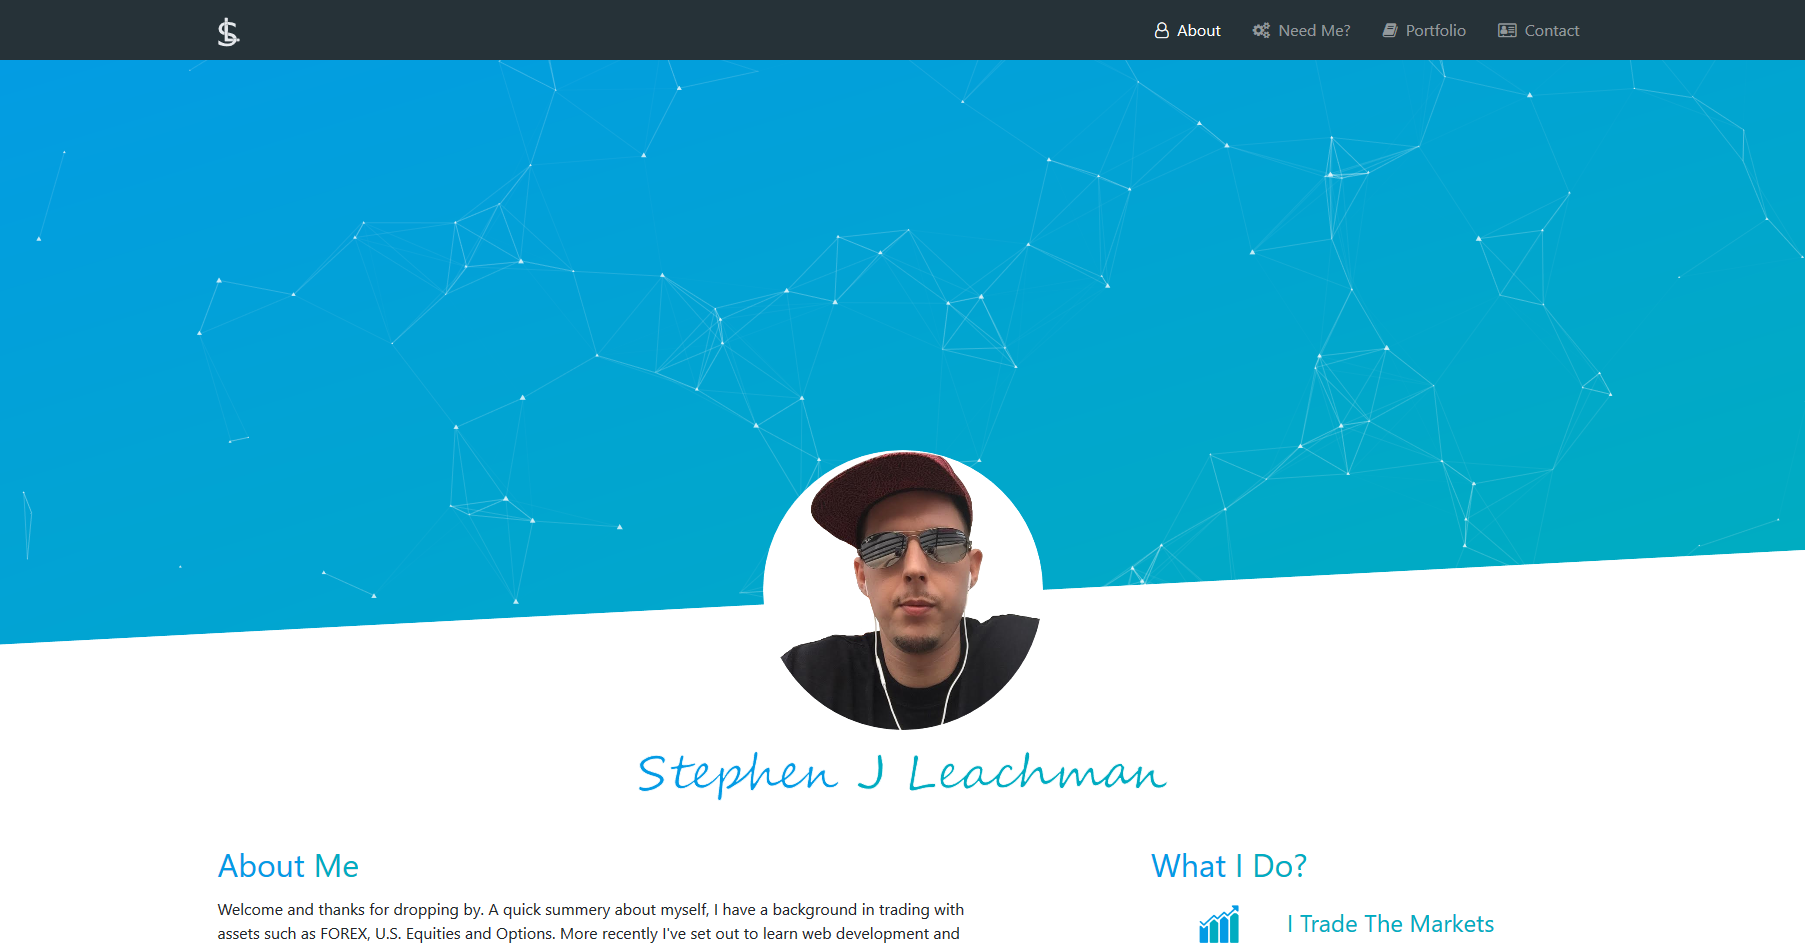 SL
About
Need Me?
Portfolio
Contact
Stephen J Leachman
About Me
Welcome and thanks for dropping by. A quick summery about myself, I have a background in trading with
assets such as FOREX, U.S. Equities and Options. More recently I've set out to learn web development and
What I Do?
I Trade The Markets